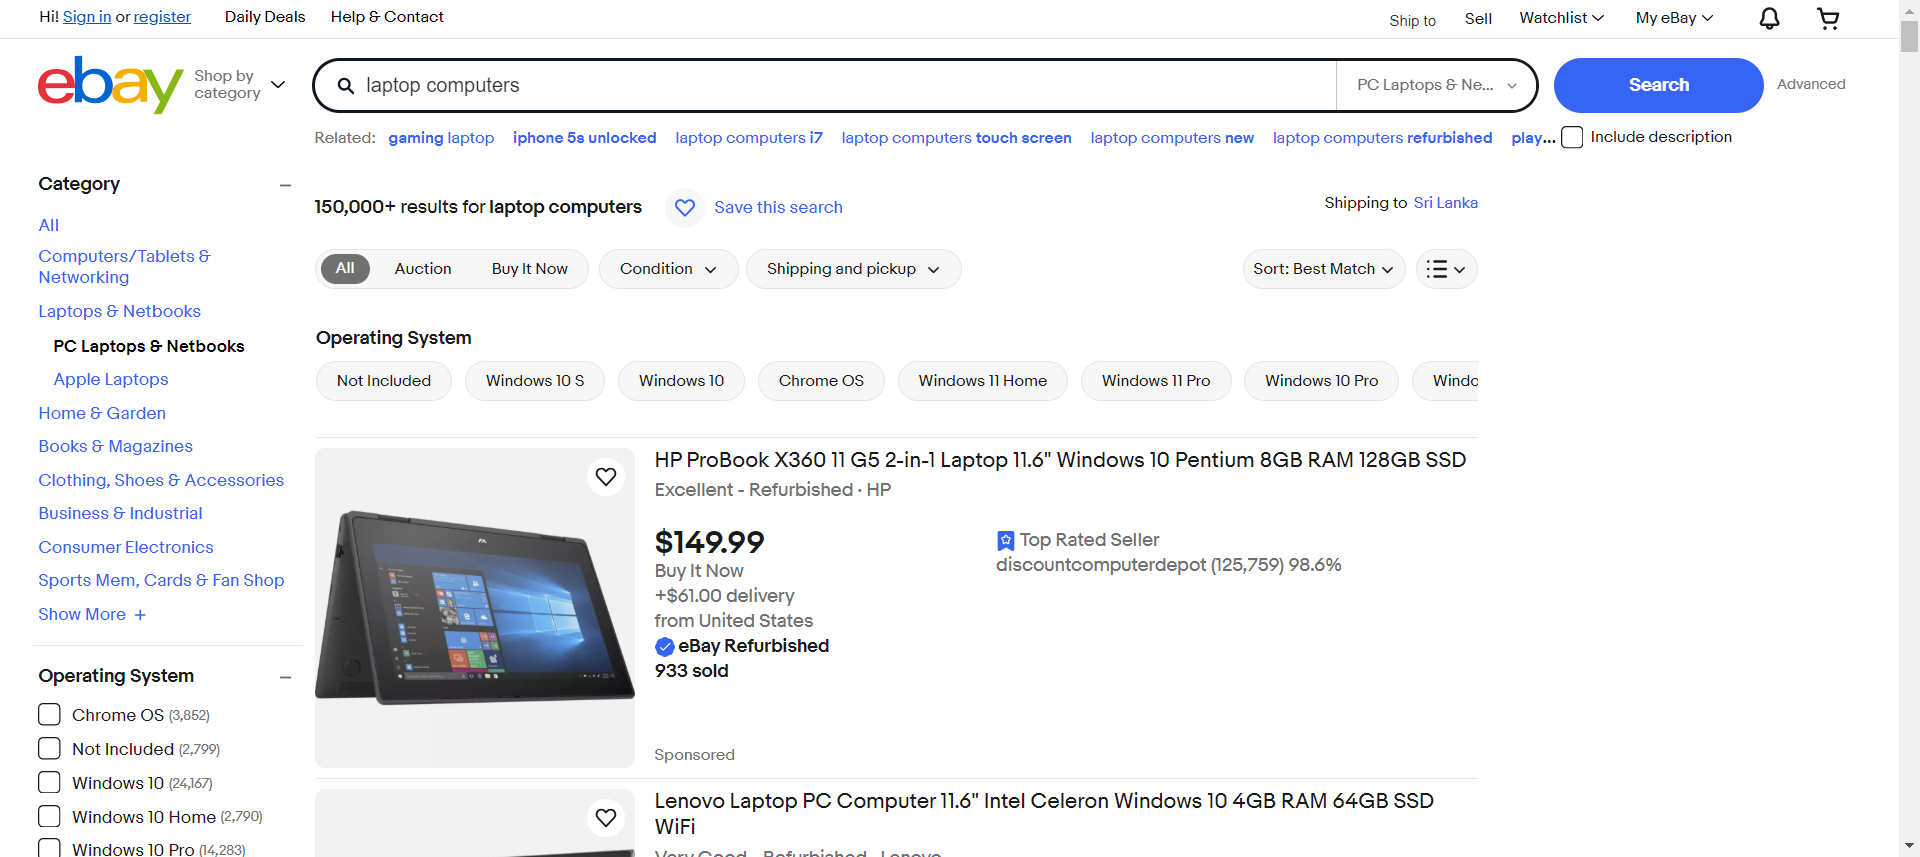 Hi! Sign in or register
Daily Deals
Help & Contact
Ship to
Sell
Watchlist
My eBay
ebay
Shop by
category
laptop computers
PC Laptops & Ne...
Search
Advanced
Related: gaming laptop iphone 5s unlocked laptop computers i7 laptop computers touch screen laptop computers new laptop computers refurbished play...
Include description
Category
All
Computers/Tablets &
Networking
Laptops & Netbooks
PC Laptops & Netbooks
Apple Laptops
Home & Garden
Books & Magazines
Clothing, Shoes & Accessories
Business & Industrial
Consumer Electronics
Sports Mem, Cards & Fan Shop
Show More +
Operating System
Chrome OS (3,852)
Not Included (2,799)
Windows 10 (24,167)
Windows 10 Home (2,790)
Windows 10 Pro (14,283)
150,000+ results for laptop computers
Save this search
Shipping to Sri Lanka
All
Auction
Buy It Now
Condition
Shipping and pickup
Sort: Best Match
Operating System
Not Included
Windows 10 S
Windows 10
Chrome OS
Windows 11 Home
Windows 11 Pro
Windows 10 Pro
Windo
HP ProBook X360 11 G5 2-in-1 Laptop 11.6" Windows 10 Pentium 8GB RAM 128GB SSD
Excellent - Refurbished · HP
$149.99
Buy It Now
+$61.00 delivery
from United States
eBay Refurbished
933 sold
Top Rated Seller
discountcomputerdepot (125,759) 98.6%
Sponsored
Lenovo Laptop PC Computer 11.6" Intel Celeron Windows 10 4GB RAM 64GB SSD
WiFi
Very Good - Refurbished · Lenovo